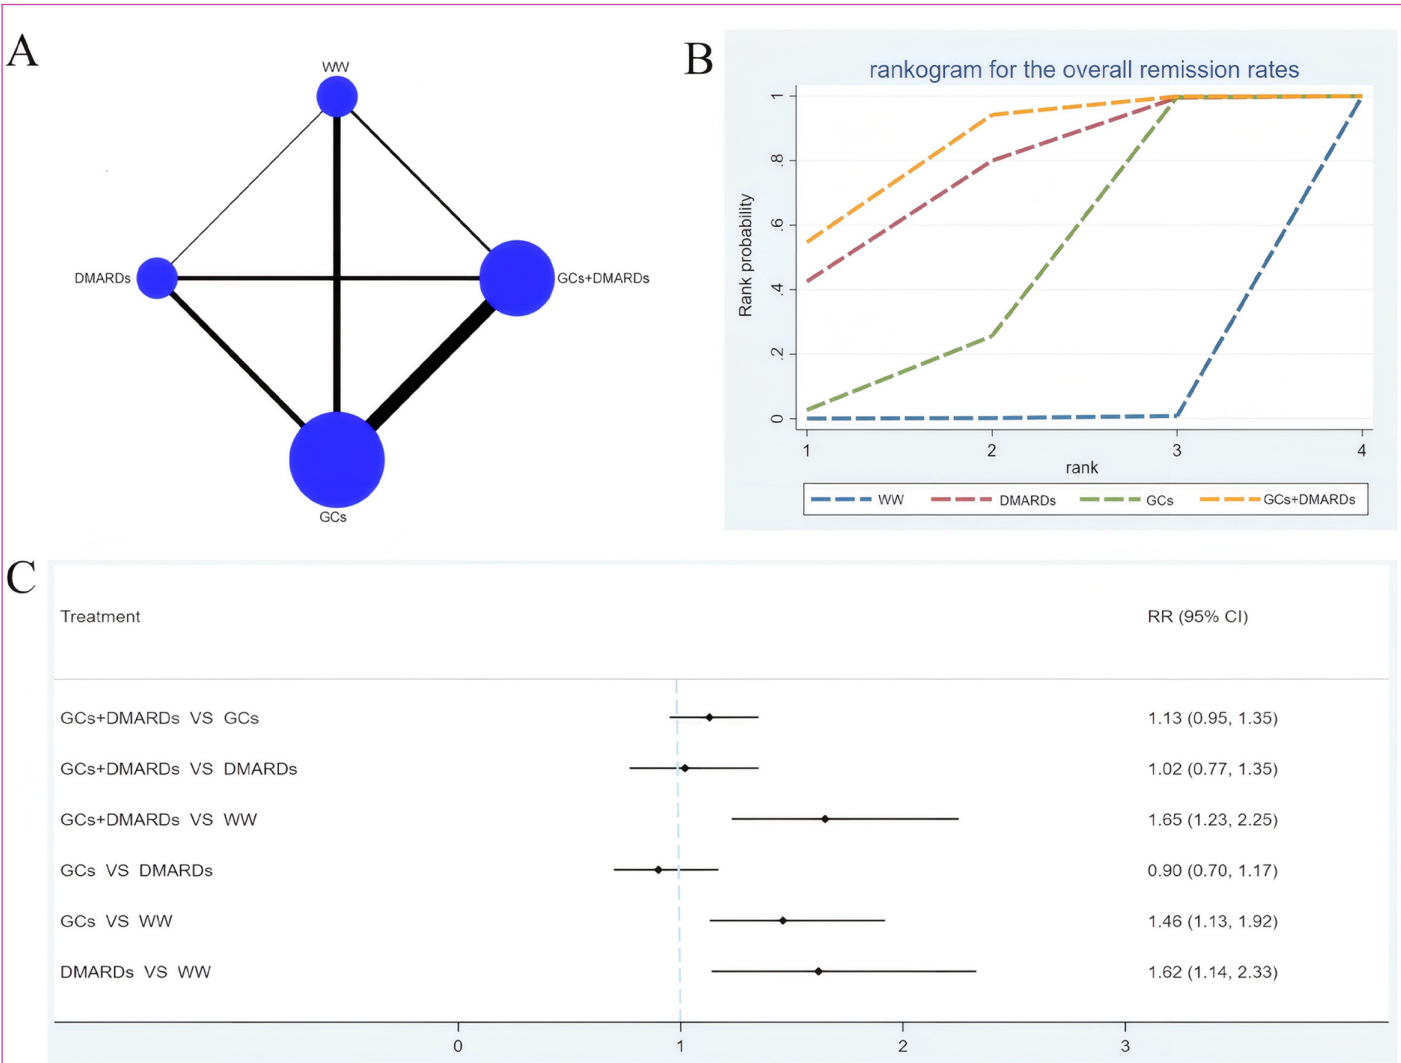 A
WW
DMARDs
GCs+DMARDs
GCs
B
rankogram for the overall remission rates
Rank probability
1
.8
.6
.4
.2
0
1 2 3 4
rank
WW DMARDs GCs GCs+DMARDs
C
Treatment RR (95% CI)
GCs+DMARDs VS GCs 1.13 (0.95, 1.35)
GCs+DMARDs VS DMARDs 1.02 (0.77, 1.35)
GCs+DMARDs VS WW 1.65 (1.23, 2.25)
GCs VS DMARDs 0.90 (0.70, 1.17)
GCs VS WW 1.46 (1.13, 1.92)
DMARDs VS WW 1.62 (1.14, 2.33)
0 1 2 3